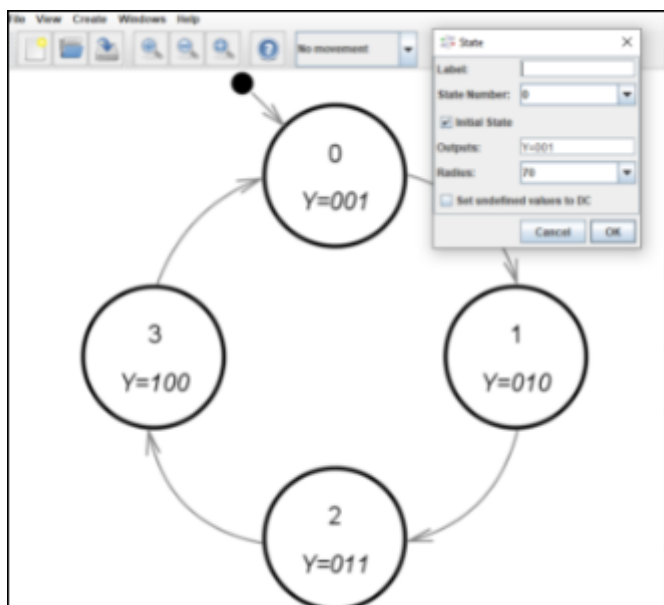 File View Create Windows Help
No movement
State
Label:
State Number: 0
Initial State
Outputs: Y=001
Radius: 70
Set undefined values to DC
Cancel OK
0
Y=001
3
Y=100
1
Y=010
2
Y=011